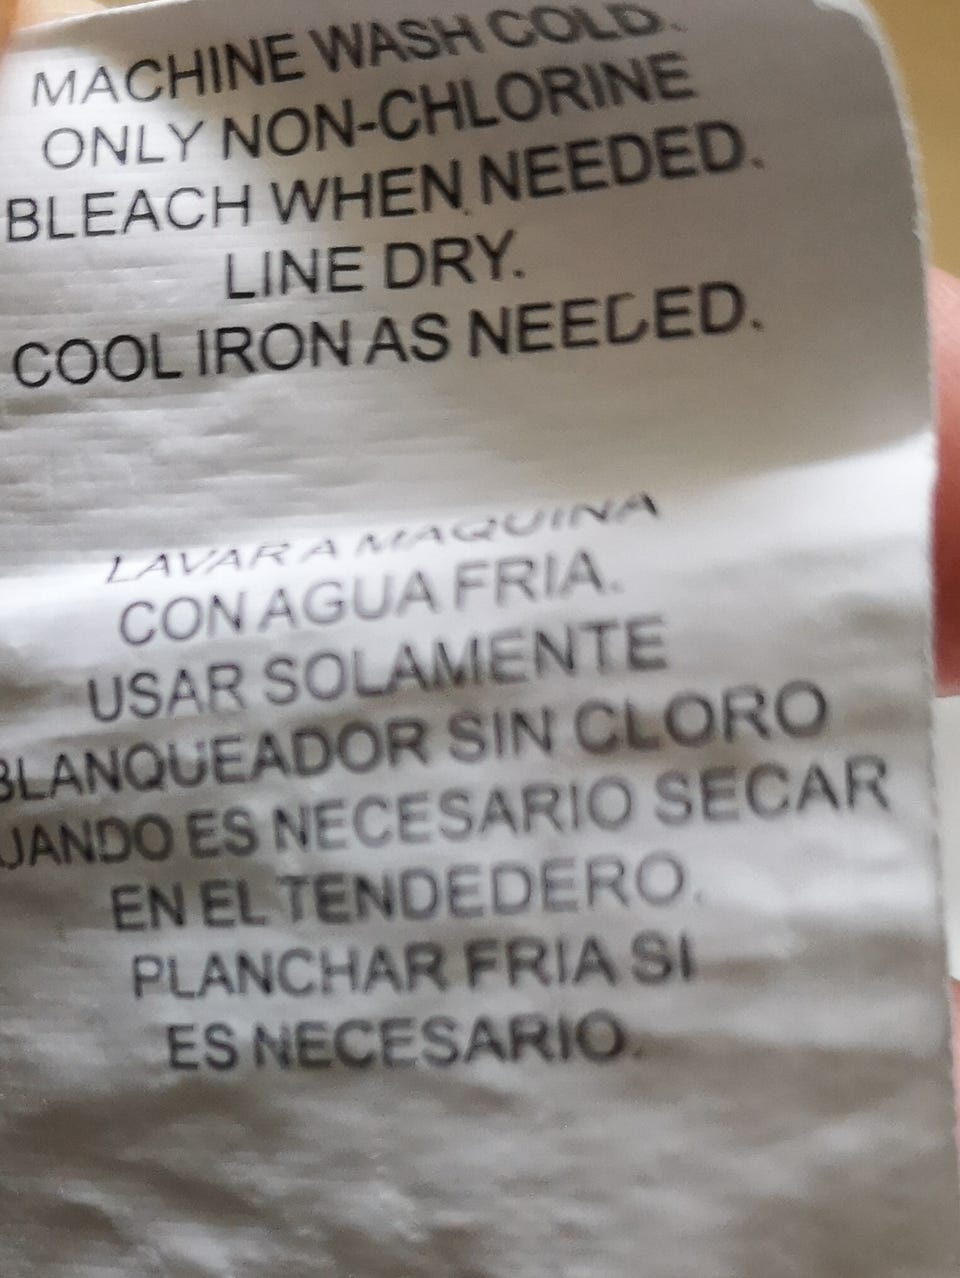 MACHINE WASH COLD.
ONLY NON-CHLORINE
BLEACH WHEN NEEDED.
LINE DRY.
COOL IRON AS NEEDED.
LAVAR A MAQUINA
CON AGUA FRIA.
USAR SOLAMENTE
BLANQUEADOR SIN CLORO
UANDO ES NECESARIO SECAR
EN EL TENDEDERO.
PLANCHAR FRIA SI
ES NECESARIO.